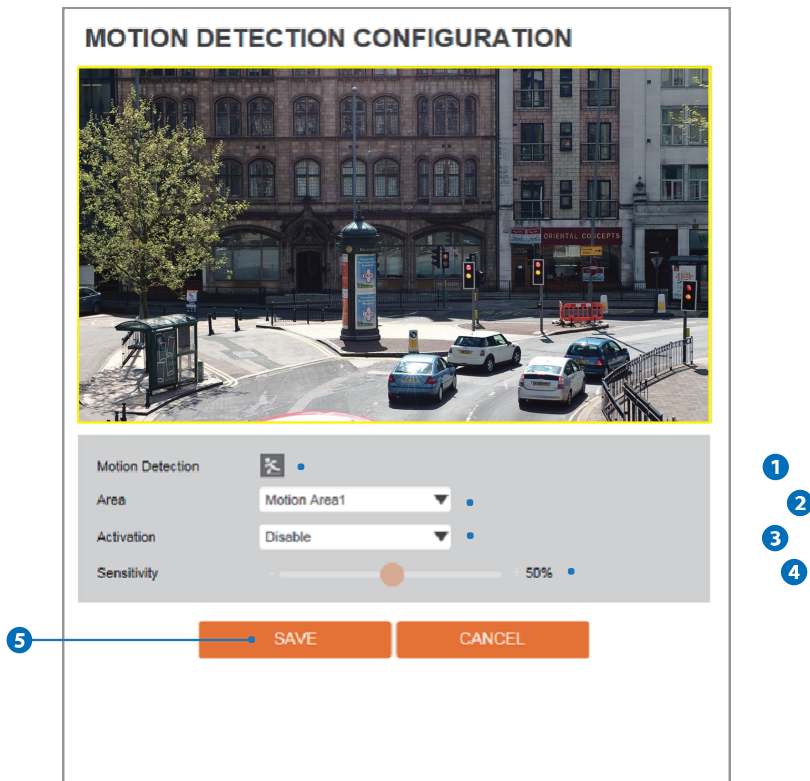 MOTION DETECTION CONFIGURATION
ORIENTAL CONCEPTS
Motion Detection
1
Area Motion Area1
2
Activation Disable
3
Sensitivity - + 50%
4
5
SAVE CANCEL